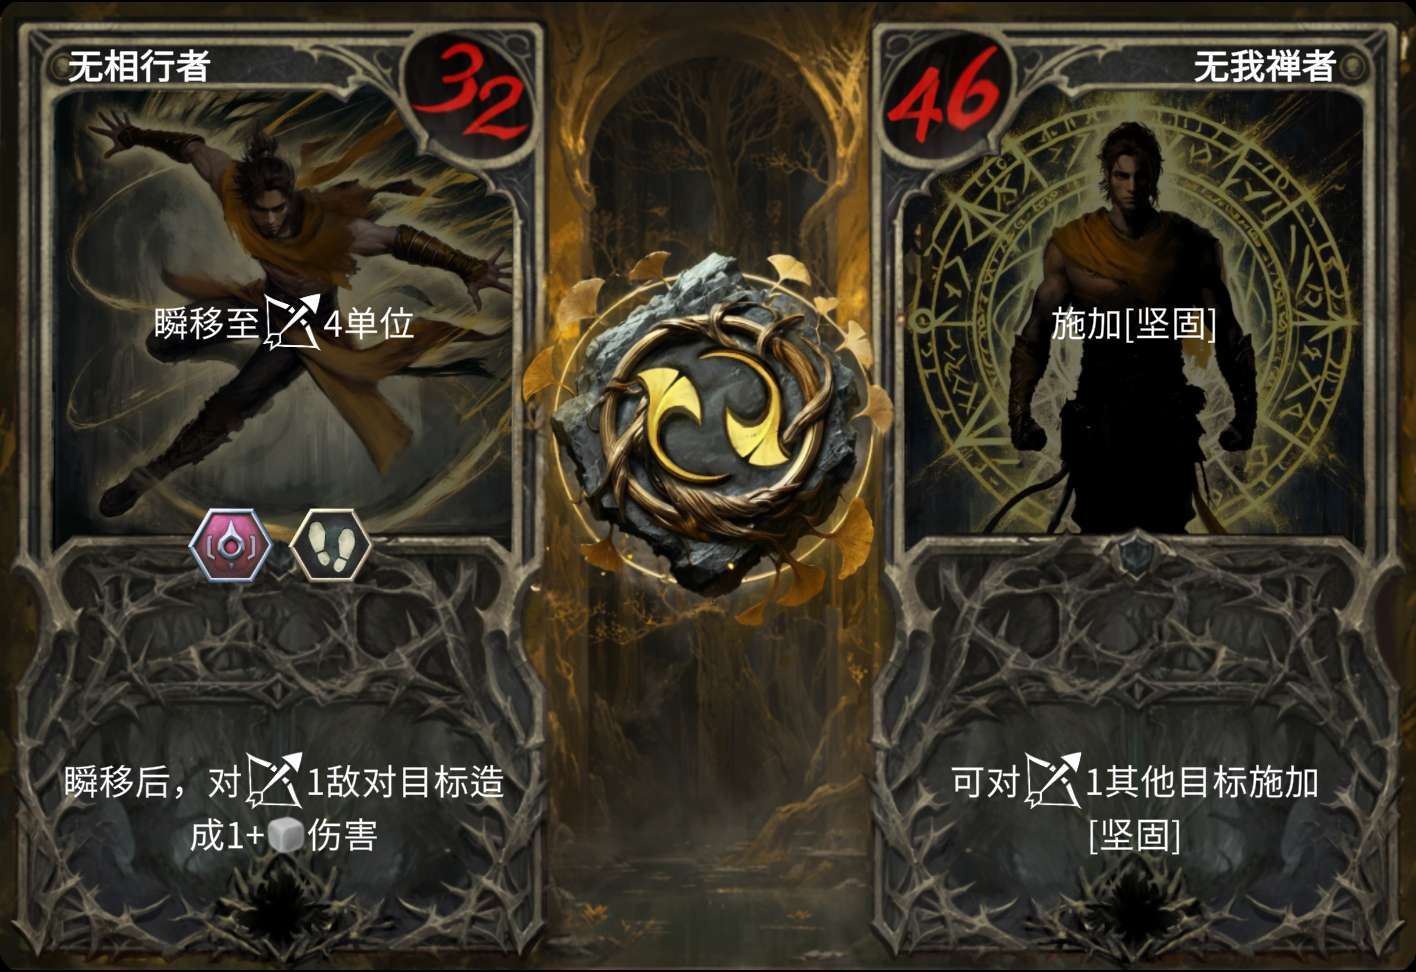 无相行者
32
瞬移至4单位
瞬移后，对1敌对目标造
成1+伤害
46
无我禅者
施加[坚固]
可对1其他目标施加
[坚固]